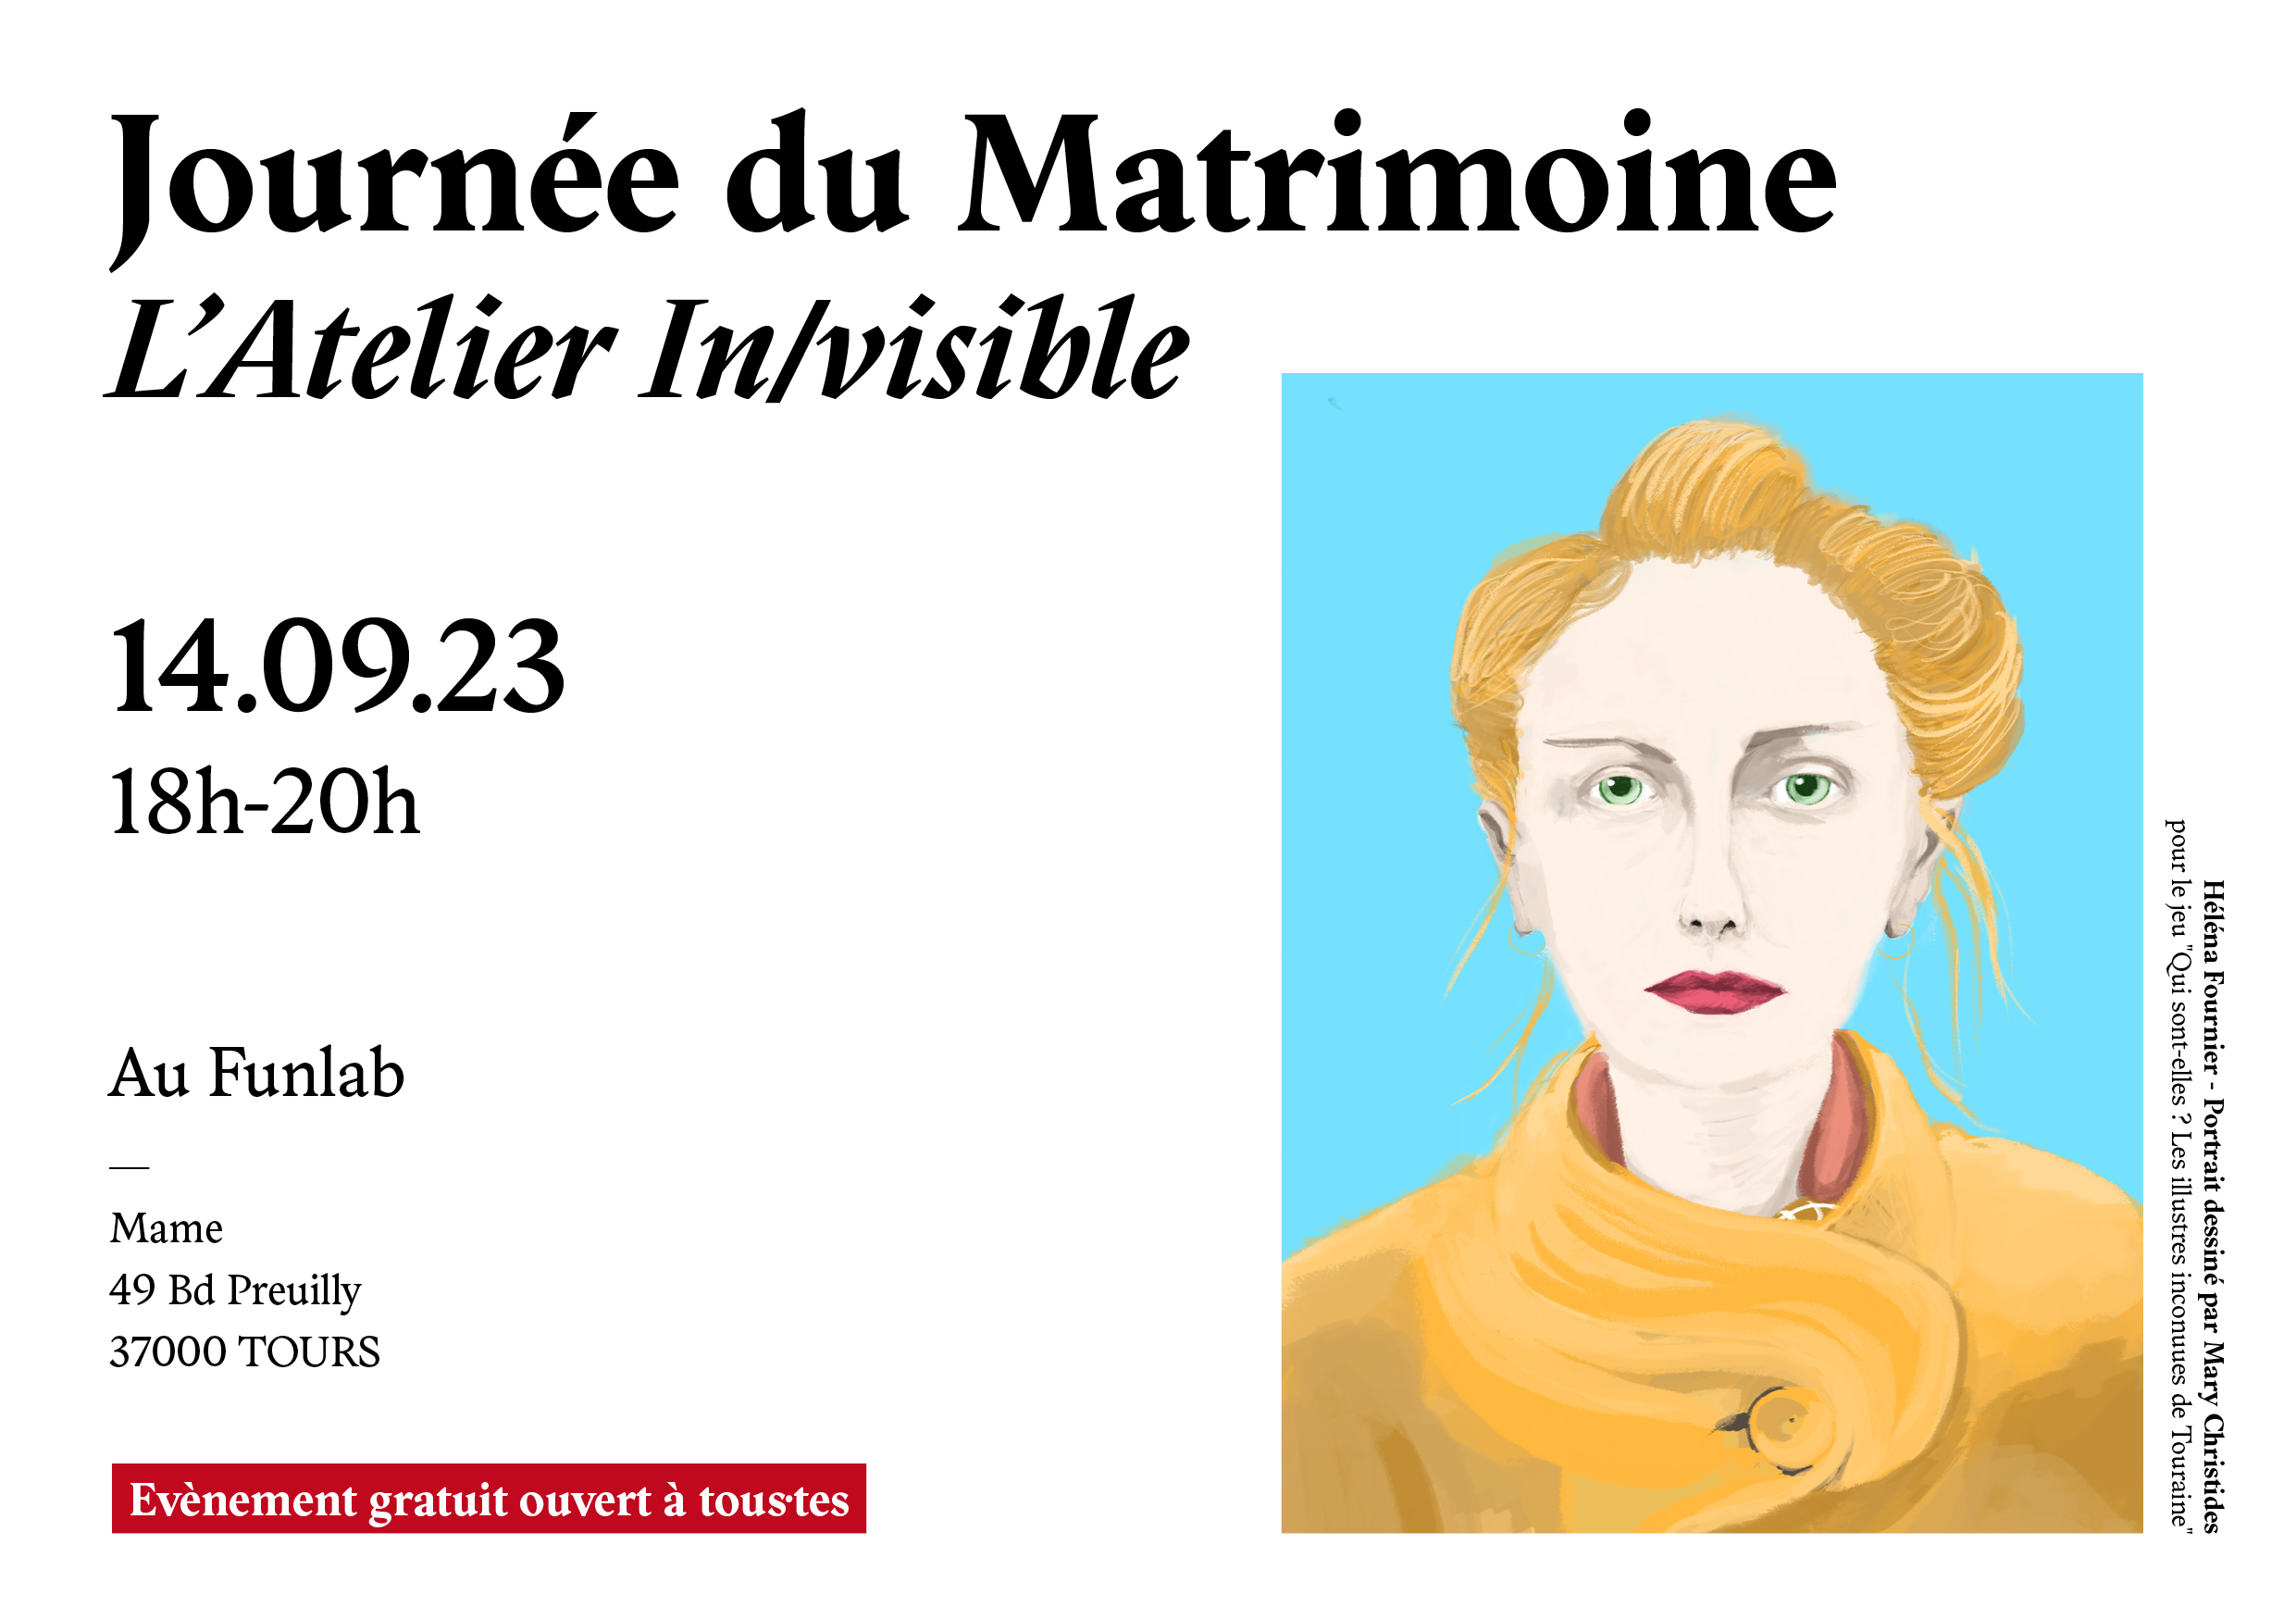 Journée du Matrimoine
L’Atelier In/visible
14.09.23
18h-20h
Au Funlab
—
Mame
49 Bd Preuilly
37000 TOURS
Evènement gratuit ouvert à tous·tes
Héléna Fournier - Portrait dessiné par Mary Christides
pour le jeu "Qui sont-elles ? Les illustres inconnues de Touraine"